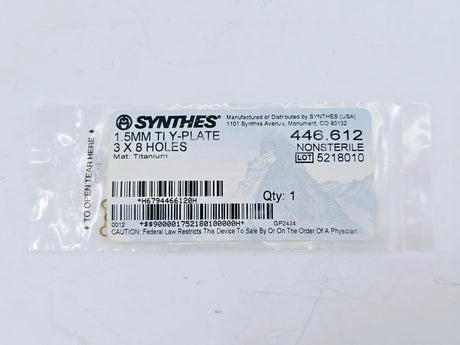 SYNTHES®
Manufactured or Distributed by SYNTHES (USA)
1101 Synthes Avenue, Monument, CO 80132
1.5MM TI Y-PLATE
446.612
3 X 8 HOLES
NONSTERILE
Mat: Titanium
LOT 5218010
*H6794466120H
Qty: 1
0012
*$$9000017521801000000H*
GP2434
CAUTION: Federal Law Restricts This Device To Sale By or On The Order Of A Physician
TO OPEN TEAR HERE